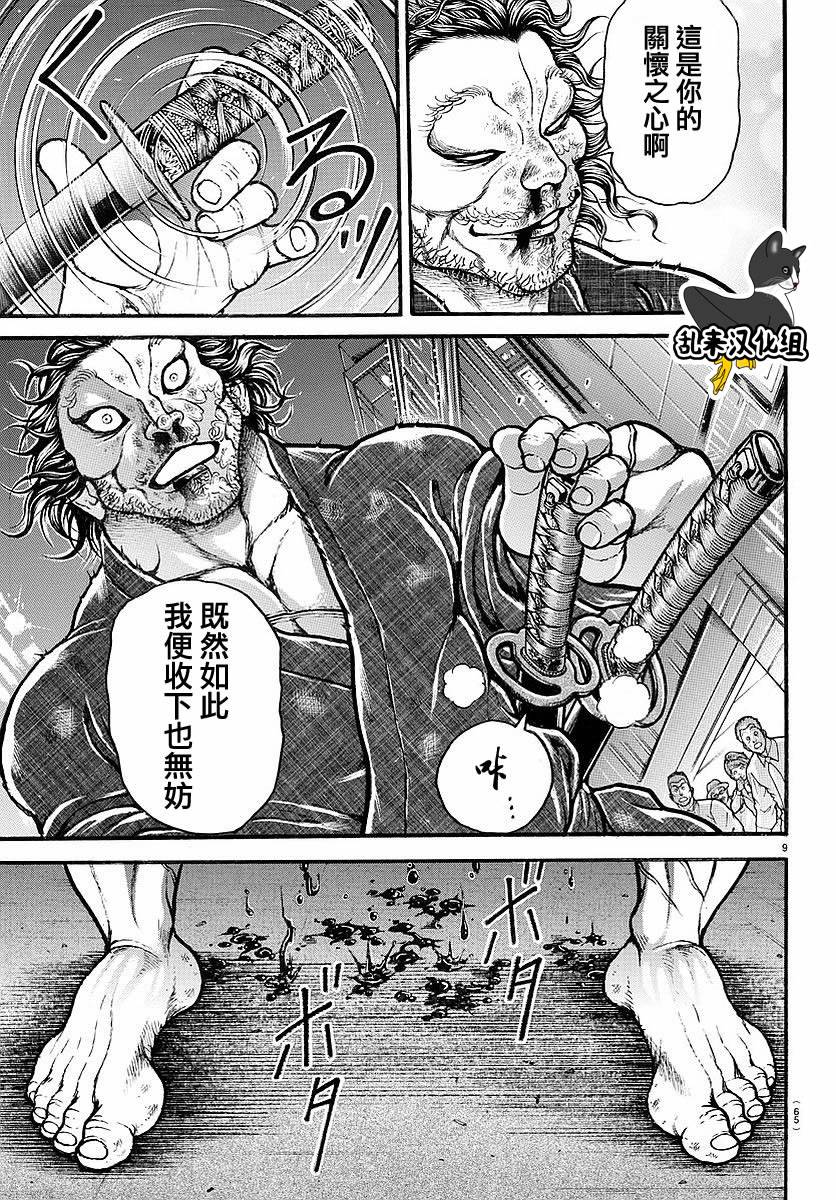 這是你的
關懷之心啊
くるッ
乱来汉化组
既然如此
我便收下也無妨
咔…
9
ボタ
ボタ
(65)